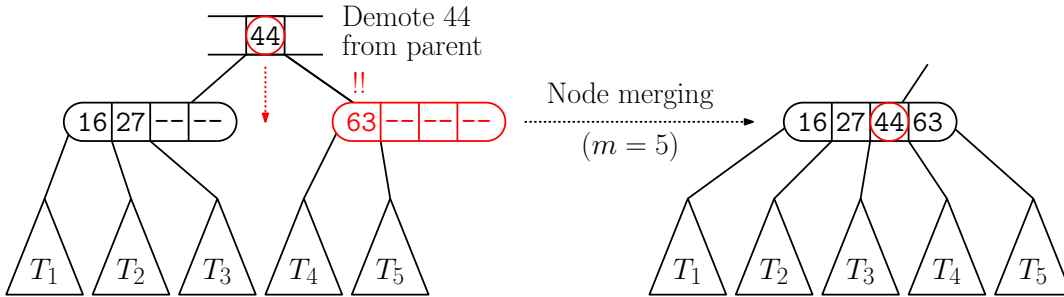 44
Demote 44
from parent
!!
16 27 -- --
63 -- -- --
Node merging
(m = 5)
16 27 44 63
T1 T2 T3 T4 T5
T1 T2 T3 T4 T5